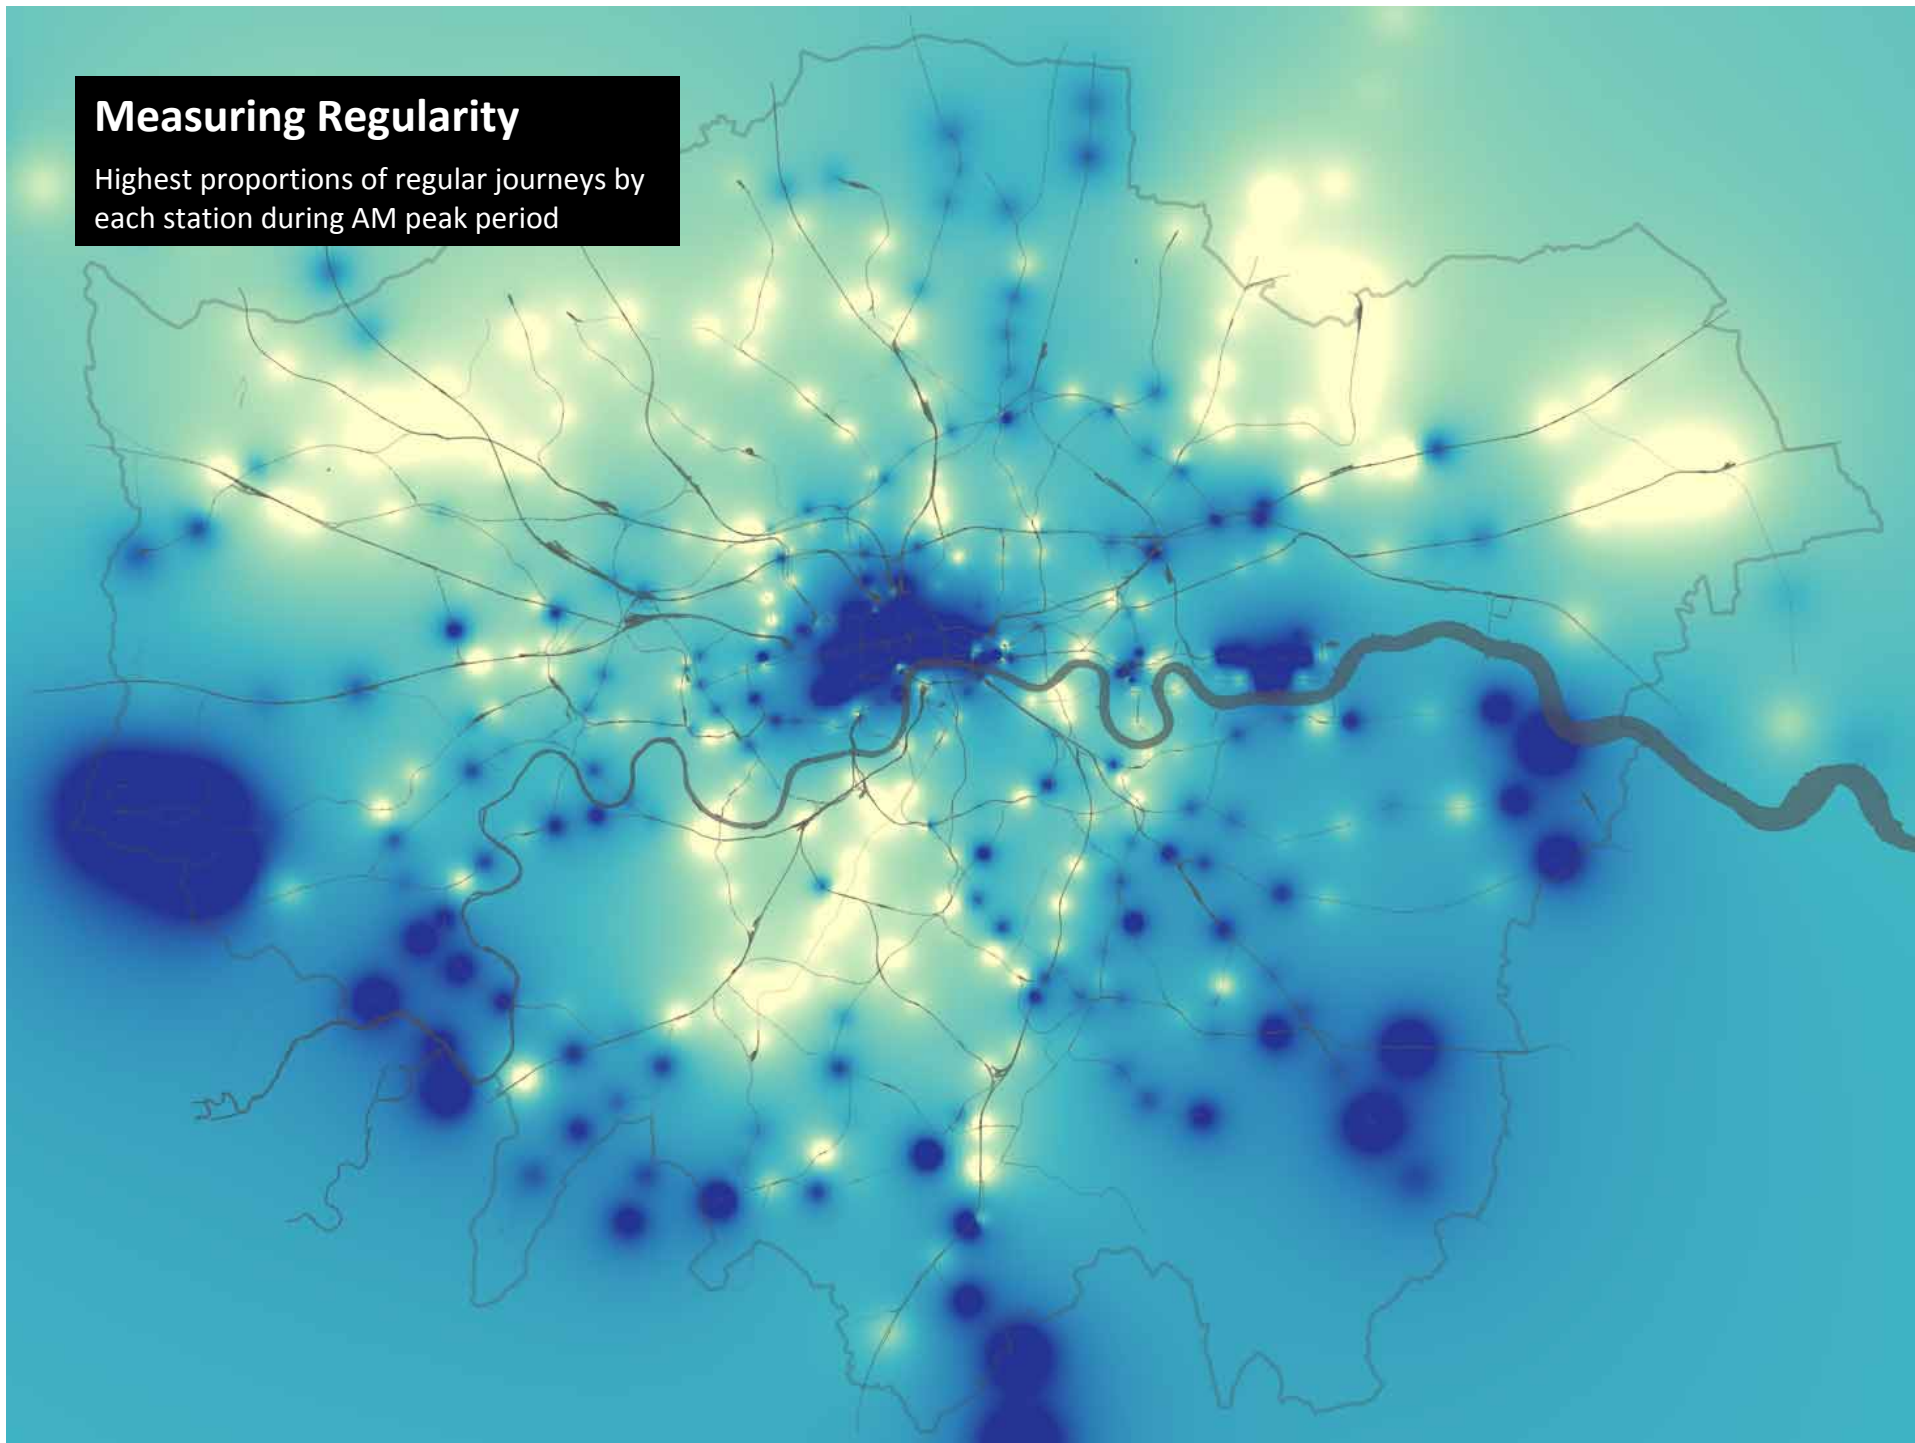 Measuring Regularity
Highest proportions of regular journeys by
each station during AM peak period